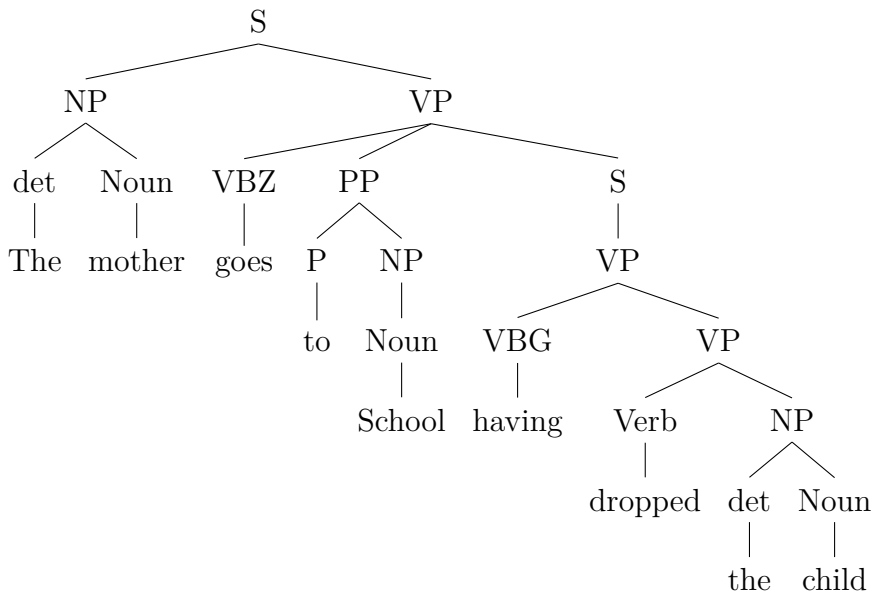 S
NP VP
det Noun VBZ PP S
The mother goes P NP VP
to Noun VBG VP
School having Verb NP
dropped det Noun
the child